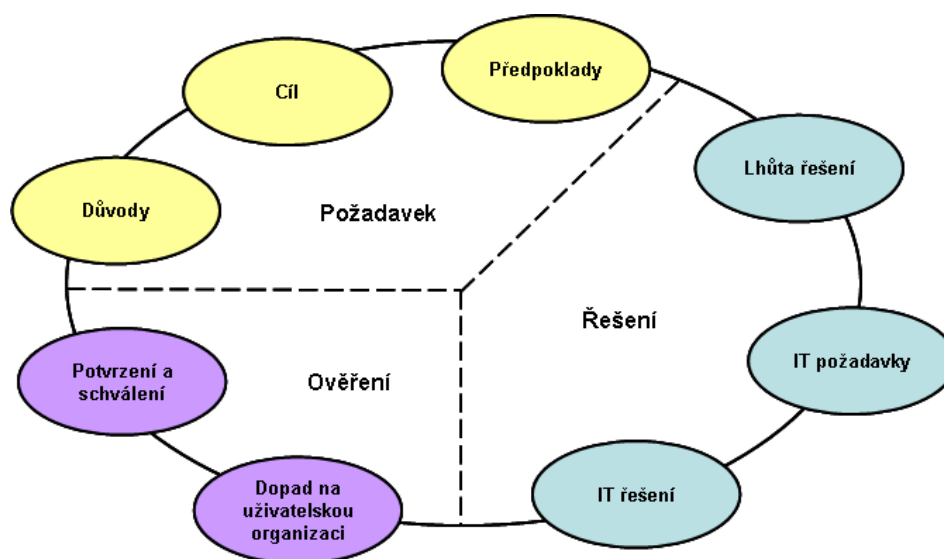 Předpoklady
Cíl
Lhůta řešení
Důvody
Požadavek
Řešení
IT požadavky
Potvrzení a
schválení
Ověření
IT řešení
Dopad na
uživatelskou
organizaci